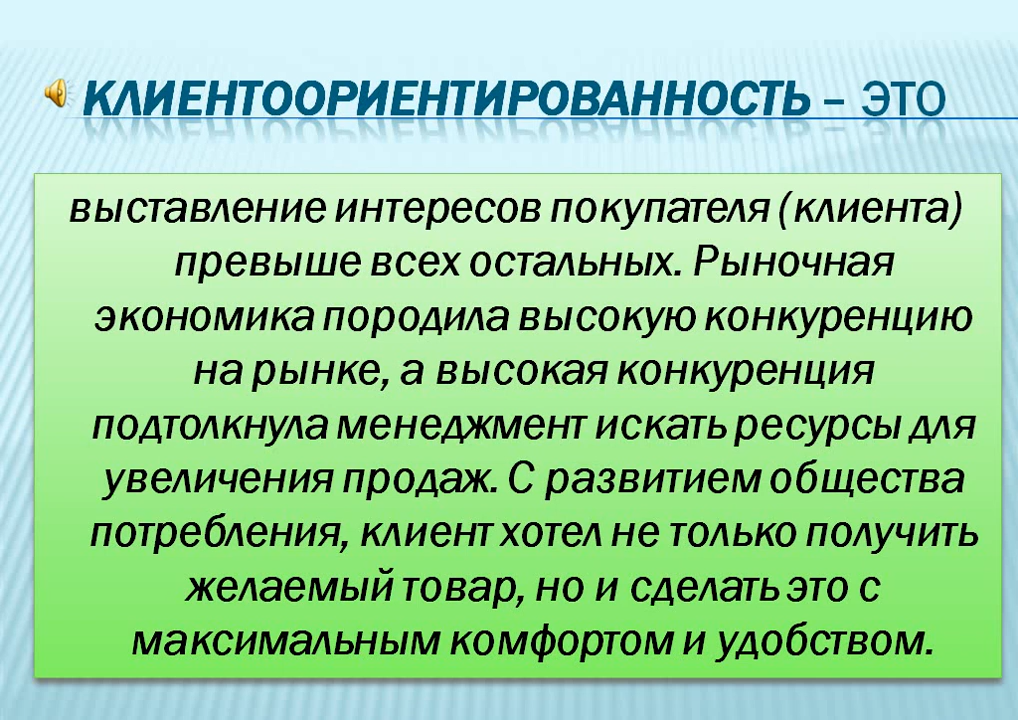 КЛИЕНТООРИЕНТИРОВАННОСТЬ – ЭТО
выставление интересов покупателя (клиента)
превыше всех остальных. Рыночная
экономика породила высокую конкуренцию
на рынке, а высокая конкуренция
подтолкнула менеджмент искать ресурсы для
увеличения продаж. С развитием общества
потребления, клиент хотел не только получить
желаемый товар, но и сделать это с
максимальным комфортом и удобством.